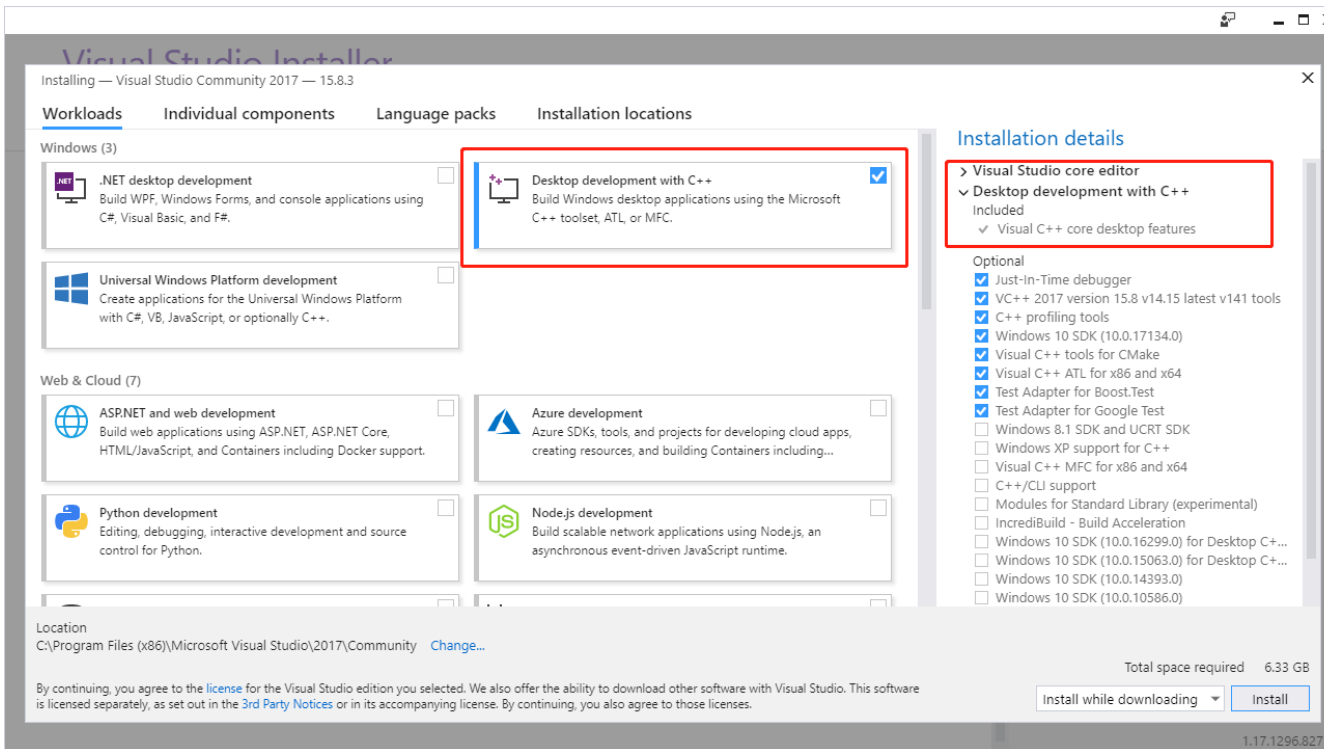 Visual Studio Installer
Installing — Visual Studio Community 2017 — 15.8.3
Workloads
Individual components
Language packs
Installation locations
Windows (3)
.NET
.NET desktop development
Build WPF, Windows Forms, and console applications using
C#, Visual Basic, and F#.
Desktop development with C++
Build Windows desktop applications using the Microsoft
C++ toolset, ATL, or MFC.
Universal Windows Platform development
Create applications for the Universal Windows Platform
with C#, VB, JavaScript, or optionally C++.
Web & Cloud (7)
ASP.NET and web development
Build web applications using ASP.NET, ASP.NET Core,
HTML/JavaScript, and Containers including Docker support.
Azure development
Azure SDKs, tools, and projects for developing cloud apps,
creating resources, and building Containers including...
Python development
Editing, debugging, interactive development and source
control for Python.
JS
Node.js development
Build scalable network applications using Node.js, an
asynchronous event-driven JavaScript runtime.
Installation details
Visual Studio core editor
Desktop development with C++
Included
Visual C++ core desktop features
Optional
Just-In-Time debugger
VC++ 2017 version 15.8 v14.15 latest v141 tools
C++ profiling tools
Windows 10 SDK (10.0.17134.0)
Visual C++ tools for CMake
Visual C++ ATL for x86 and x64
Test Adapter for Boost.Test
Test Adapter for Google Test
Windows 8.1 SDK and UCRT SDK
Windows XP support for C++
Visual C++ MFC for x86 and x64
C++/CLI support
Modules for Standard Library (experimental)
IncrediBuild - Build Acceleration
Windows 10 SDK (10.0.16299.0) for Desktop C+...
Windows 10 SDK (10.0.15063.0) for Desktop C+...
Windows 10 SDK (10.0.14393.0)
Windows 10 SDK (10.0.10586.0)
Location
C:\Program Files (x86)\Microsoft Visual Studio\2017\Community Change...
Total space required 6.33 GB
By continuing, you agree to the license for the Visual Studio edition you selected. We also offer the ability to download other software with Visual Studio. This software
is licensed separately, as set out in the 3rd Party Notices or in its accompanying license. By continuing, you also agree to those licenses.
Install while downloading
Install
1.17.1296.827